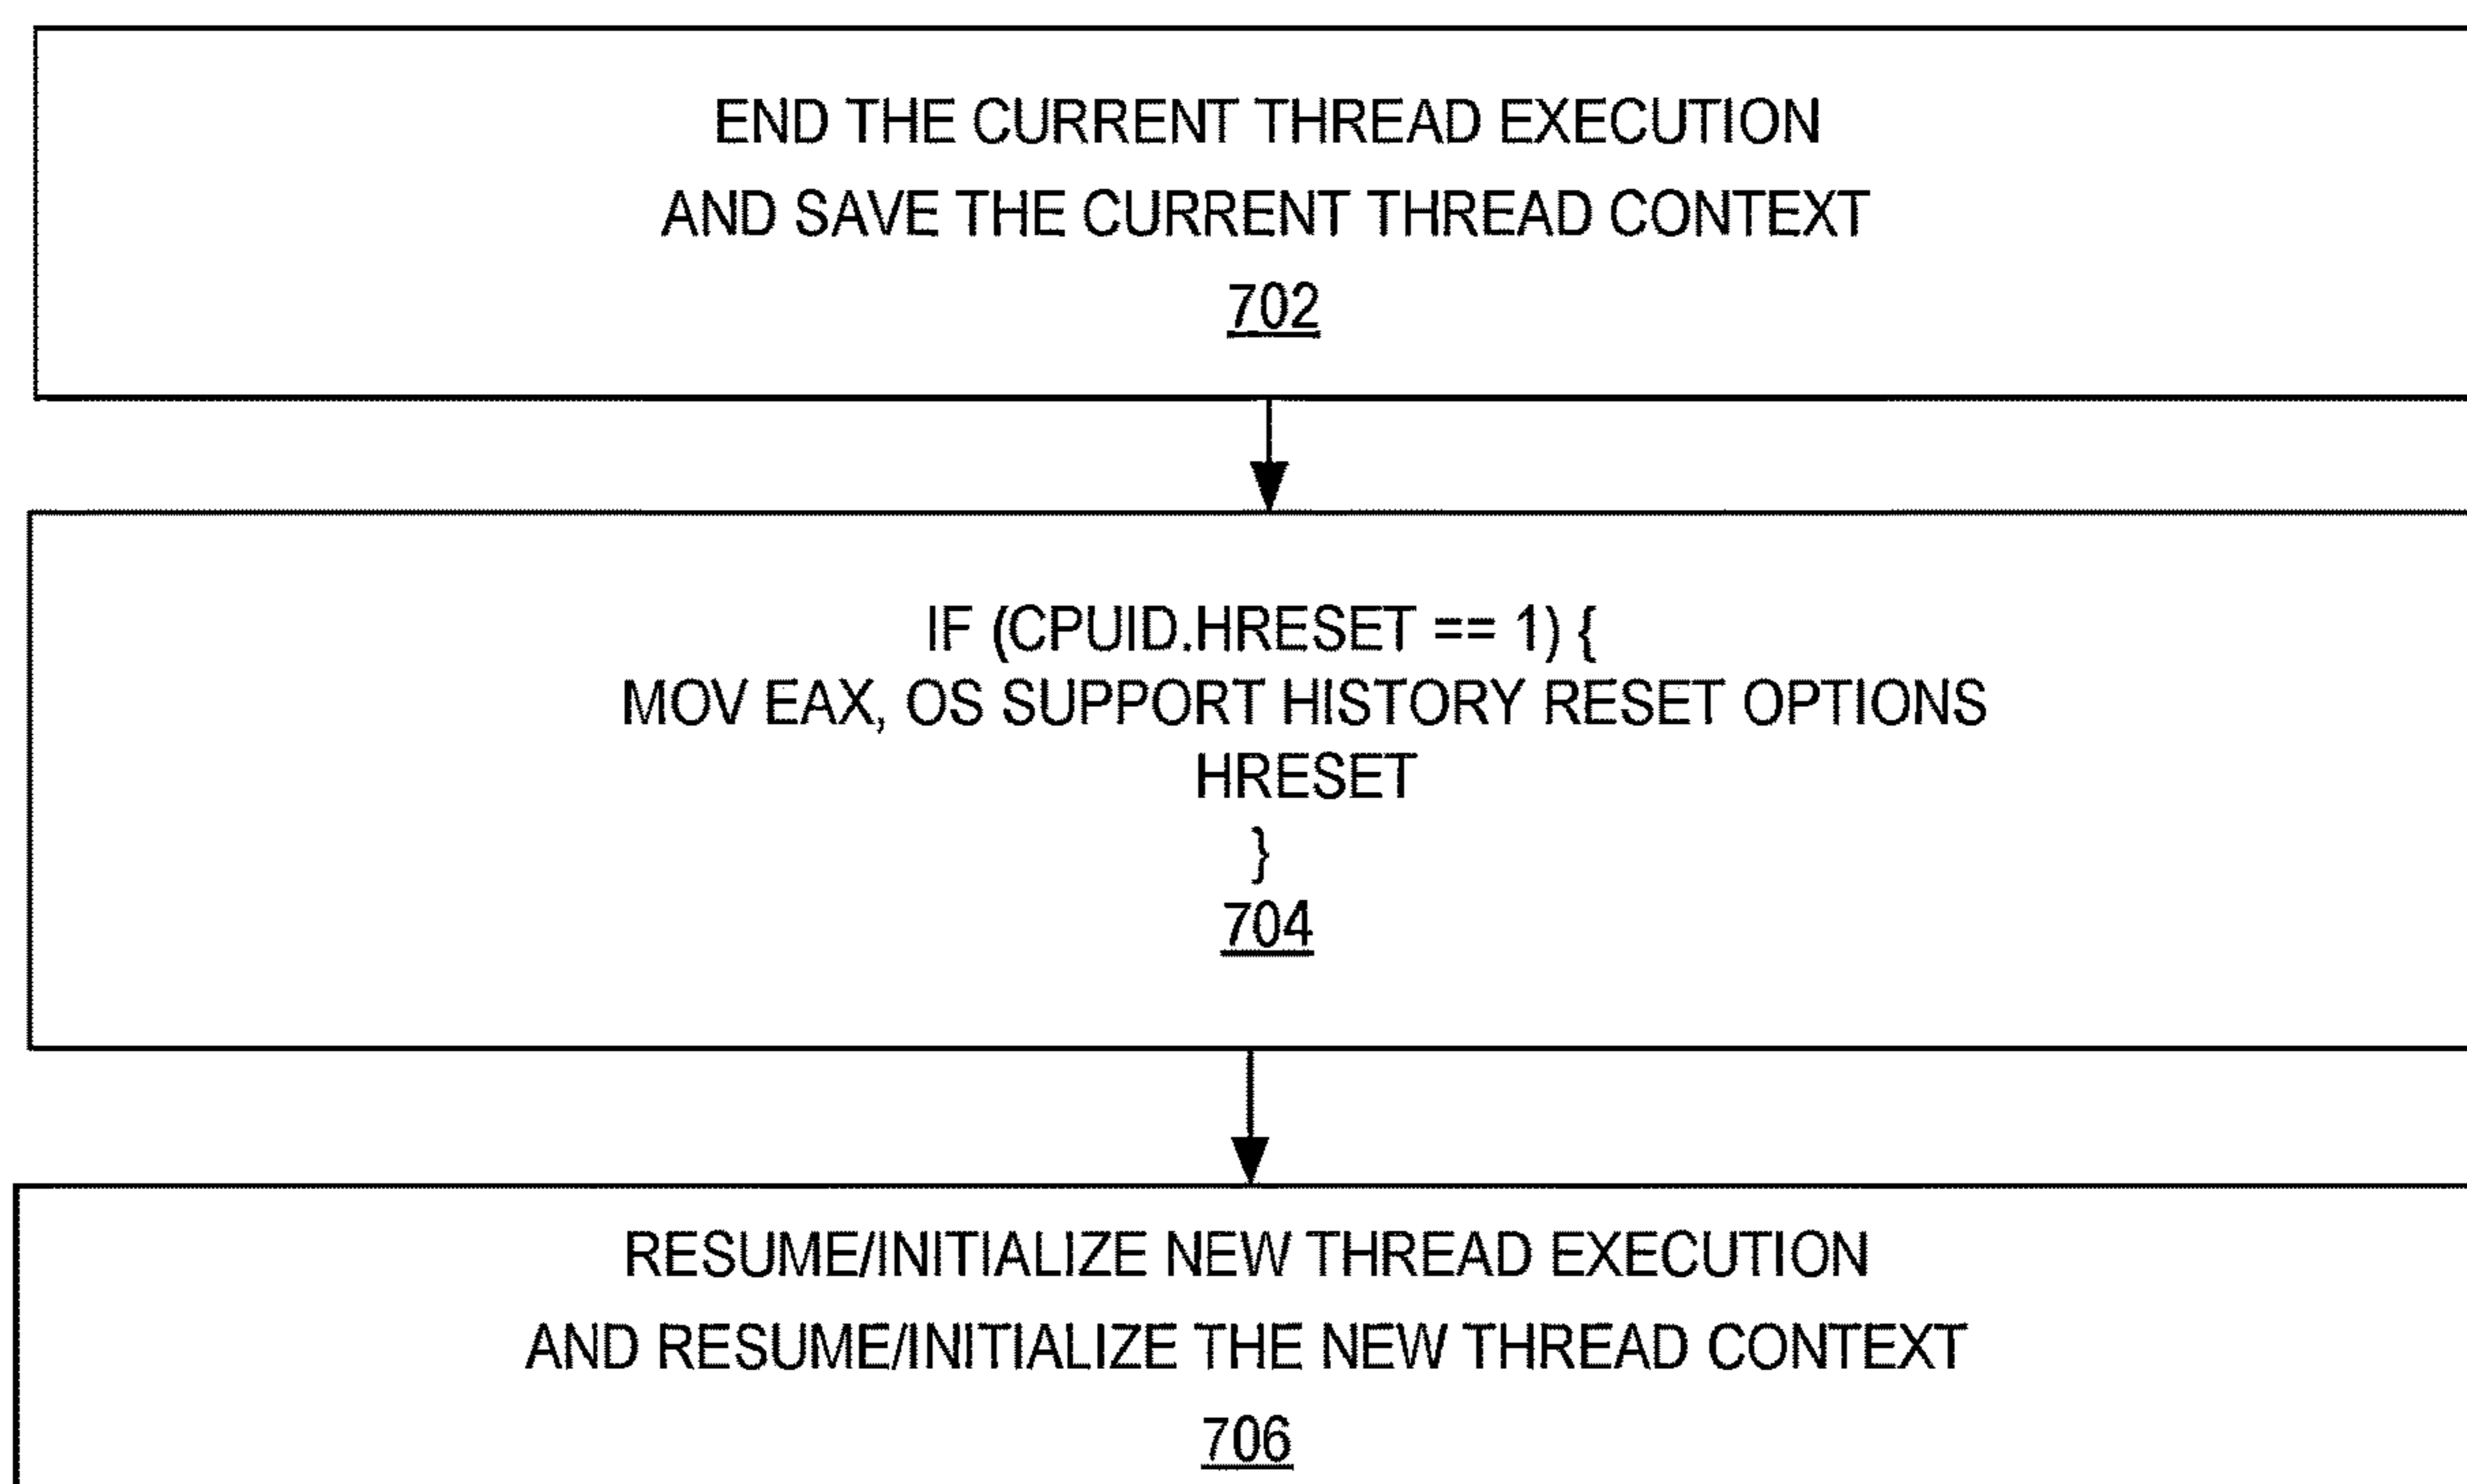 END THE CURRENT THREAD EXECUTION
AND SAVE THE CURRENT THREAD CONTEXT
702
IF (CPUID.HRESET == 1) {
MOV EAX, OS SUPPORT HISTORY RESET OPTIONS
HRESET
}
704
RESUME/INITIALIZE NEW THREAD EXECUTION
AND RESUME/INITIALIZE THE NEW THREAD CONTEXT
706